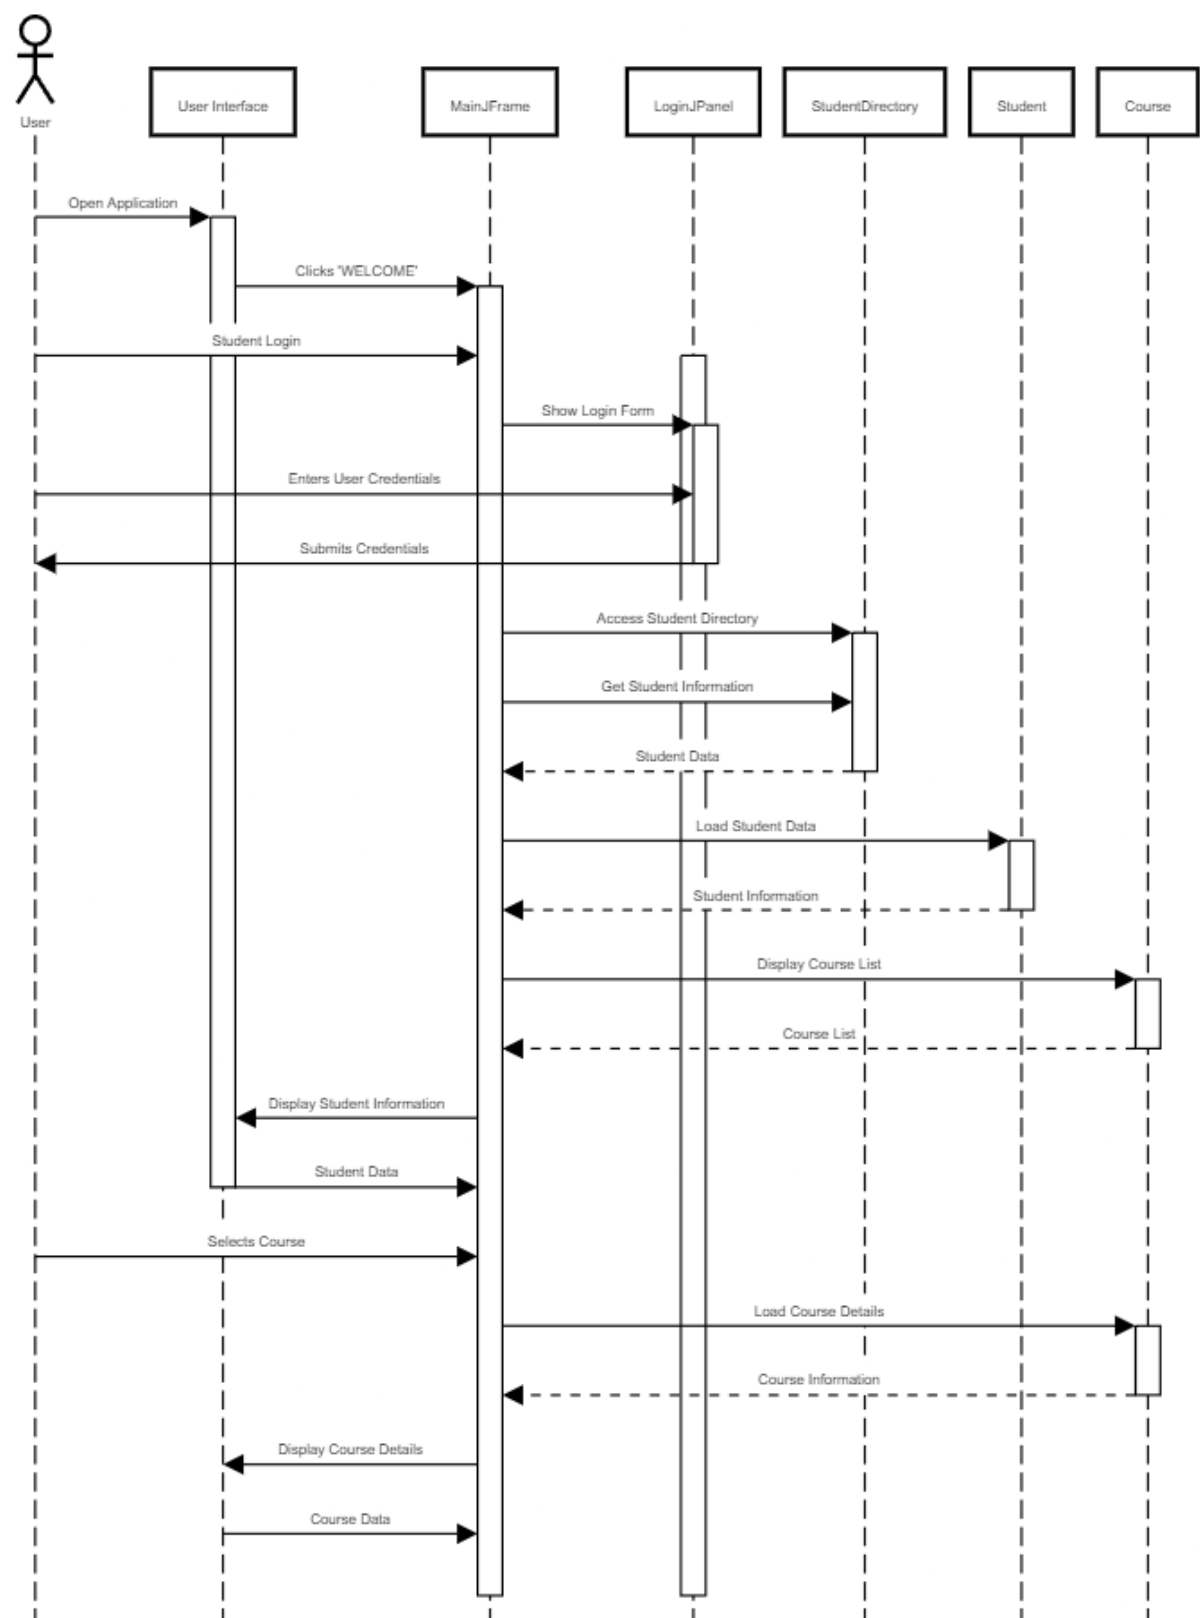 User
User Interface
MainJFrame
LoginJPanel
StudentDirectory
Student
Course
Open Application
Clicks 'WELCOME'
Student Login
Show Login Form
Enters User Credentials
Submits Credentials
Access Student Directory
Get Student Information
Student Data
Load Student Data
Student Information
Display Course List
Course List
Display Student Information
Student Data
Selects Course
Load Course Details
Course Information
Display Course Details
Course Data